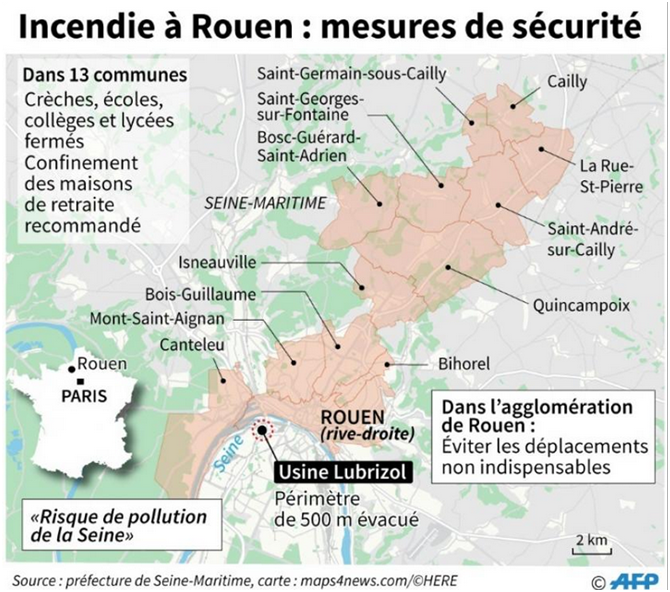 Incendie à Rouen : mesures de sécurité
Dans 13 communes
Crèches, écoles,
collèges et lycées
fermés
Confinement
des maisons
de retraite
recommandé
Saint-Germain-sous-Cailly
Cailly
Saint-Georges-
sur-Fontaine
Bosc-Guérard-
Saint-Adrien
La Rue-
St-Pierre
SEINE-MARITIME
Saint-André-
sur-Cailly
Isneauville
Quincampoix
Bois-Guillaume
Mont-Saint-Aignan
Canteleu
Bihorel
Rouen
PARIS
ROUEN
(rive-droite)
Seine
Usine Lubrizol
Périmètre
de 500 m évacué
Dans l’agglomération
de Rouen :
Éviter les déplacements
non indispensables
«Risque de pollution
de la Seine»
2 km
Source : préfecture de Seine-Maritime, carte : maps4news.com/©HERE
© AFP